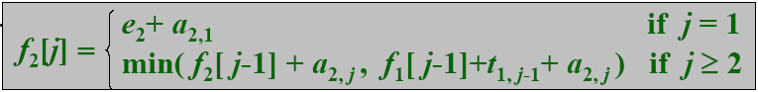 e₂+ a₂,₁ if j = 1
f₂[j] =
min( f₂[ j-1] + a₂,ⱼ, f₁[ j-1]+t₁,ⱼ₋₁+ a₂,ⱼ ) if j ≥ 2